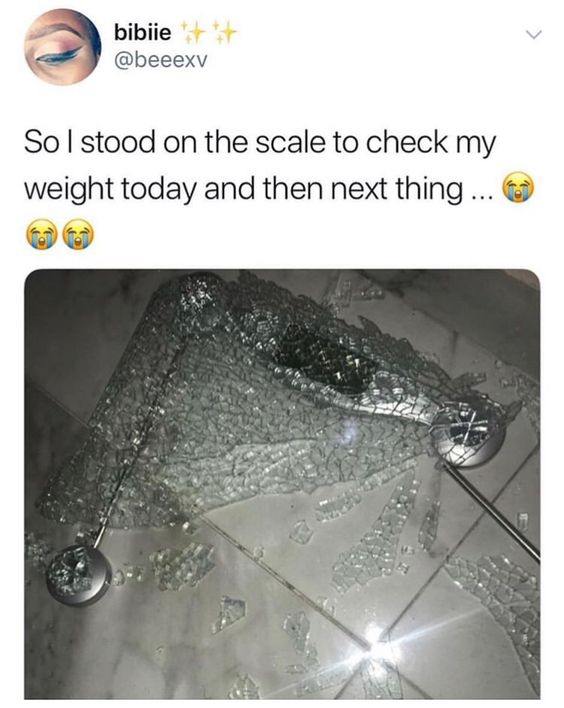 bibiie ✨✨
@beeexv
So I stood on the scale to check my
weight today and then next thing ... 😭
😭😭